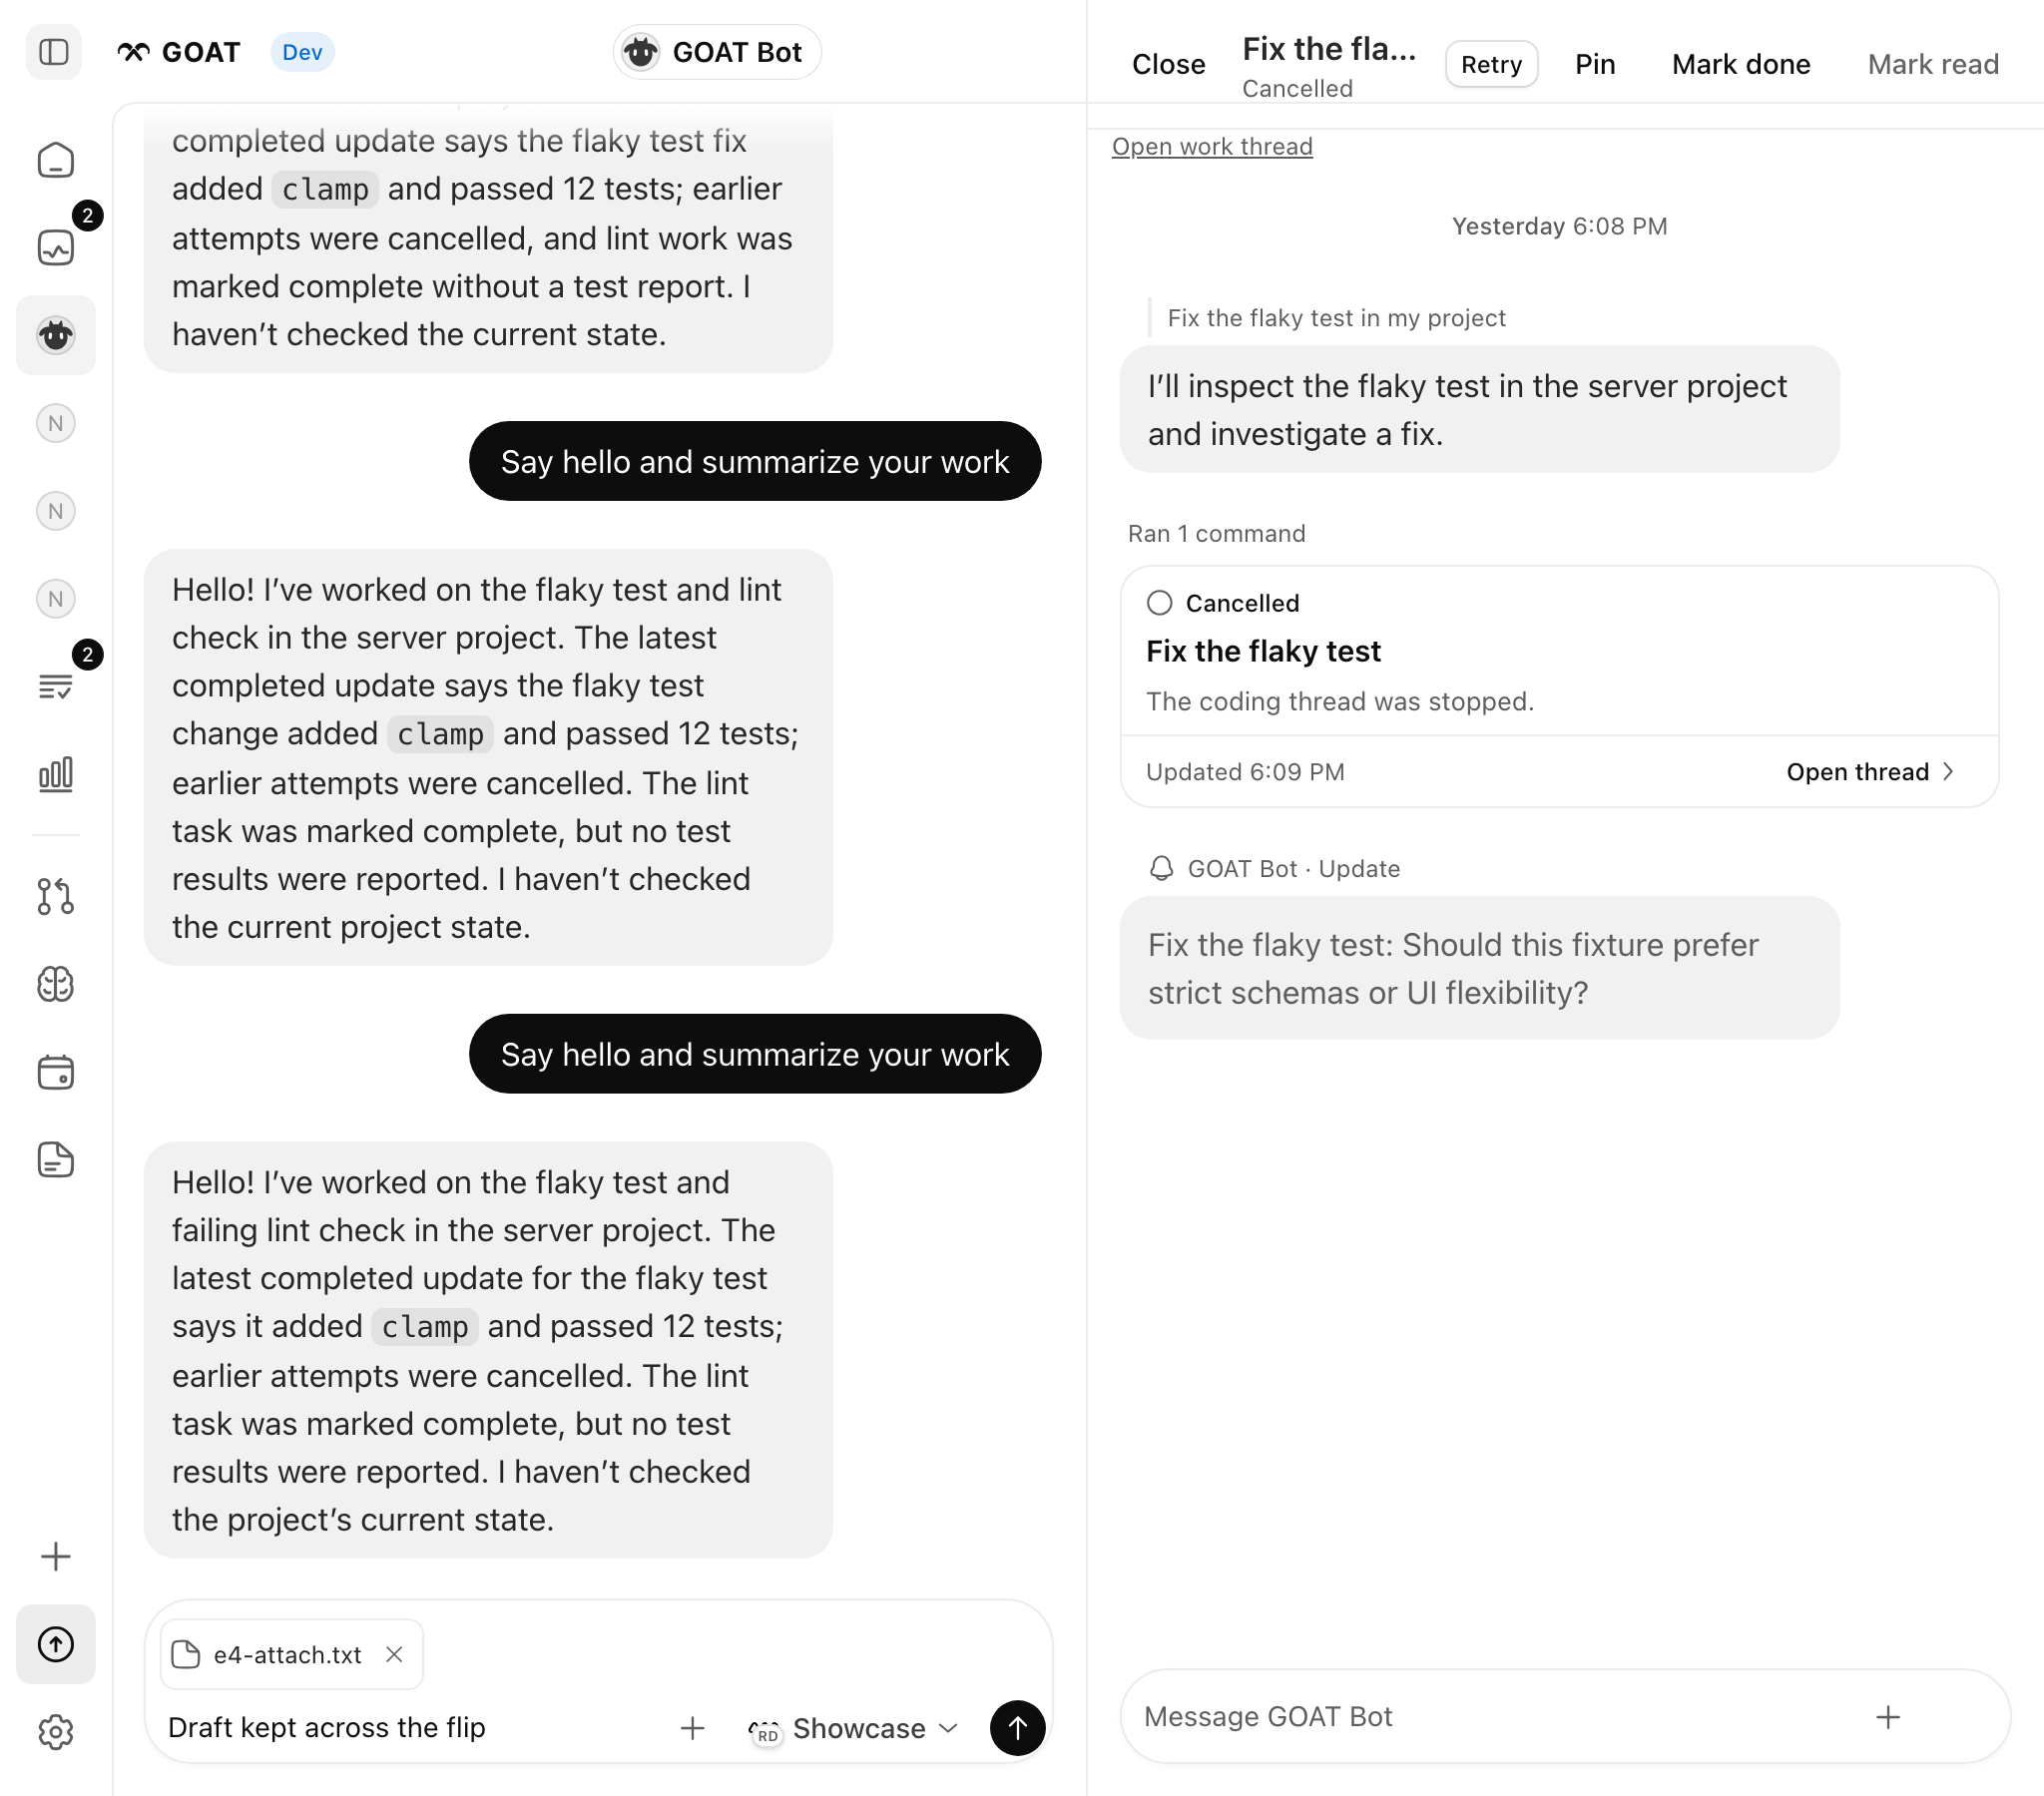 GOAT
Dev
GOAT Bot
2
N
N
N
2
completed update says the flaky test fix
added clamp and passed 12 tests; earlier
attempts were cancelled, and lint work was
marked complete without a test report. I
haven’t checked the current state.
Say hello and summarize your work
Hello! I’ve worked on the flaky test and lint
check in the server project. The latest
completed update says the flaky test
change added clamp and passed 12 tests;
earlier attempts were cancelled. The lint
task was marked complete, but no test
results were reported. I haven’t checked
the current project state.
Say hello and summarize your work
Hello! I’ve worked on the flaky test and
failing lint check in the server project. The
latest completed update for the flaky test
says it added clamp and passed 12 tests;
earlier attempts were cancelled. The lint
task was marked complete, but no test
results were reported. I haven’t checked
the project’s current state.
e4-attach.txt
Draft kept across the flip
RD
Showcase
Close
Fix the fla...
Cancelled
Retry
Pin
Mark done
Mark read
Open work thread
Yesterday 6:08 PM
Fix the flaky test in my project
I’ll inspect the flaky test in the server project
and investigate a fix.
Ran 1 command
Cancelled
Fix the flaky test
The coding thread was stopped.
Updated 6:09 PM
Open thread
GOAT Bot · Update
Fix the flaky test: Should this fixture prefer
strict schemas or UI flexibility?
Message GOAT Bot